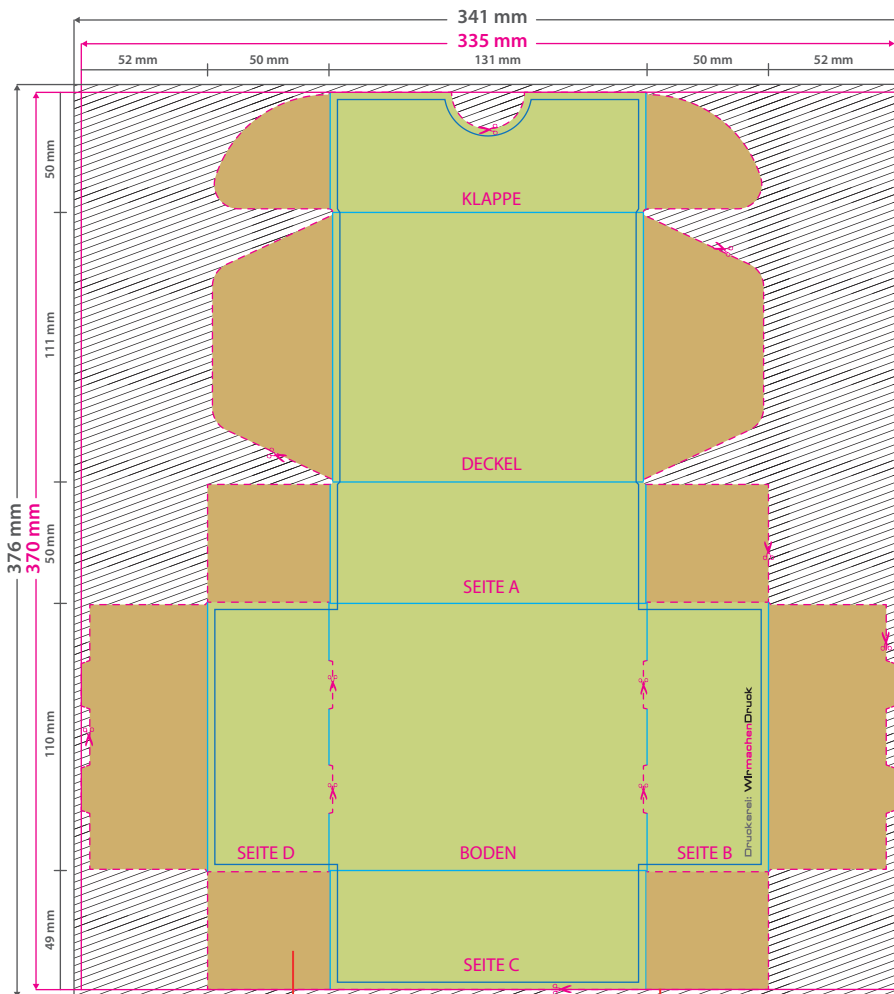 341 mm
335 mm
52 mm 50 mm 131 mm 50 mm 52 mm
376 mm
370 mm
50 mm
111 mm
50 mm
110 mm
49 mm
KLAPPE
DECKEL
SEITE A
SEITE D BODEN SEITE B
Druckerei: WIrmachenDruck
SEITE C